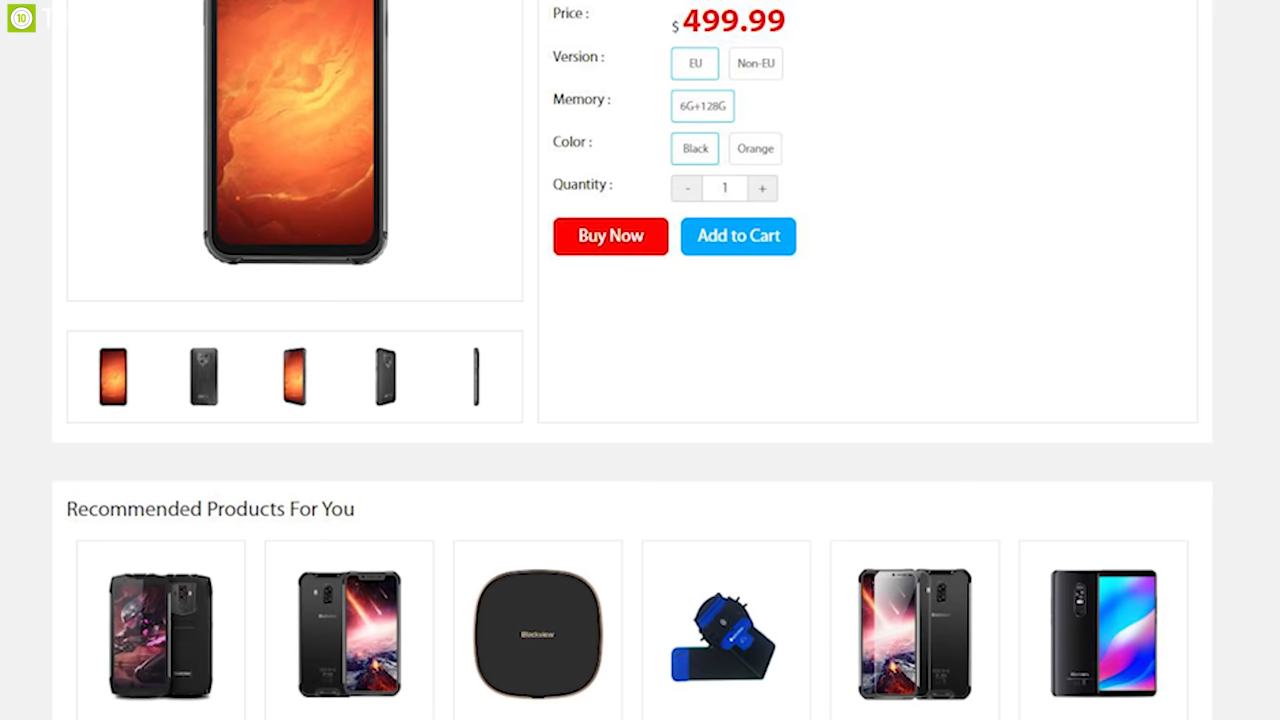 10
Price :
$ 499.99
Version :
EU
Non-EU
Memory :
6G+128G
Color :
Black
Orange
Quantity :
-
1
+
Buy Now
Add to Cart
Recommended Products For You
Blackview